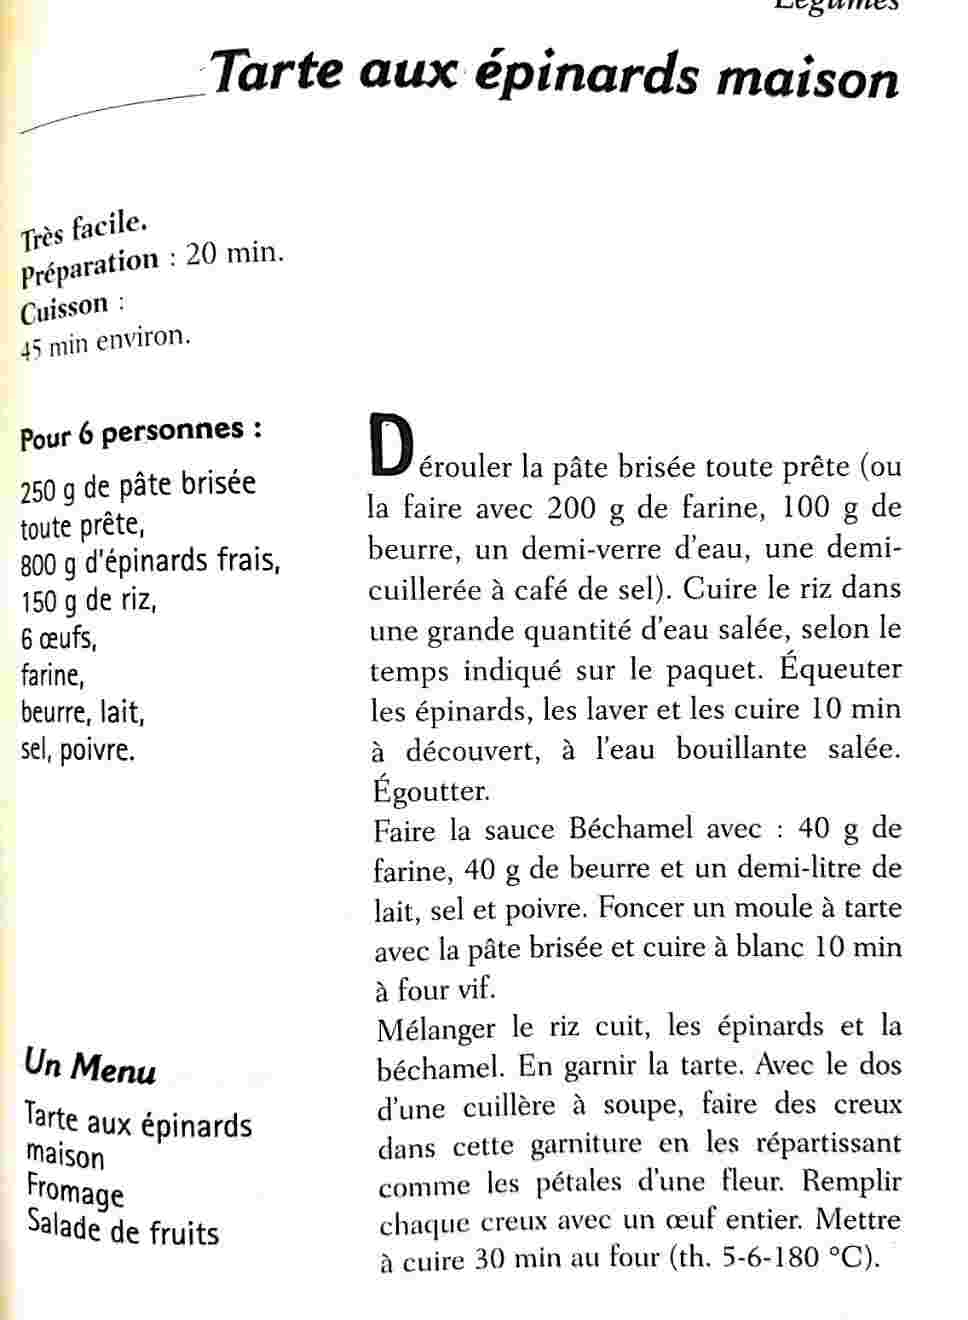 Légumes
Tarte aux épinards maison
Très facile.
Préparation : 20 min.
Cuisson :
45 min environ.
Pour 6 personnes :
250 g de pâte brisée
toute prête,
800 g d'épinards frais,
150 g de riz,
6 œufs,
farine,
beurre, lait,
sel, poivre.
Un Menu
Tarte aux épinards
maison
Fromage
Salade de fruits
Dérouler la pâte brisée toute prête (ou
la faire avec 200 g de farine, 100 g de
beurre, un demi-verre d'eau, une demi-
cuillerée à café de sel). Cuire le riz dans
une grande quantité d'eau salée, selon le
temps indiqué sur le paquet. Équeuter
les épinards, les laver et les cuire 10 min
à découvert, à l'eau bouillante salée.
Égoutter.
Faire la sauce Béchamel avec : 40 g de
farine, 40 g de beurre et un demi-litre de
lait, sel et poivre. Foncer un moule à tarte
avec la pâte brisée et cuire à blanc 10 min
à four vif.
Mélanger le riz cuit, les épinards et la
béchamel. En garnir la tarte. Avec le dos
d'une cuillère à soupe, faire des creux
dans cette garniture en les répartissant
comme les pétales d'une fleur. Remplir
chaque creux avec un œuf entier. Mettre
à cuire 30 min au four (th. 5-6-180 °C).